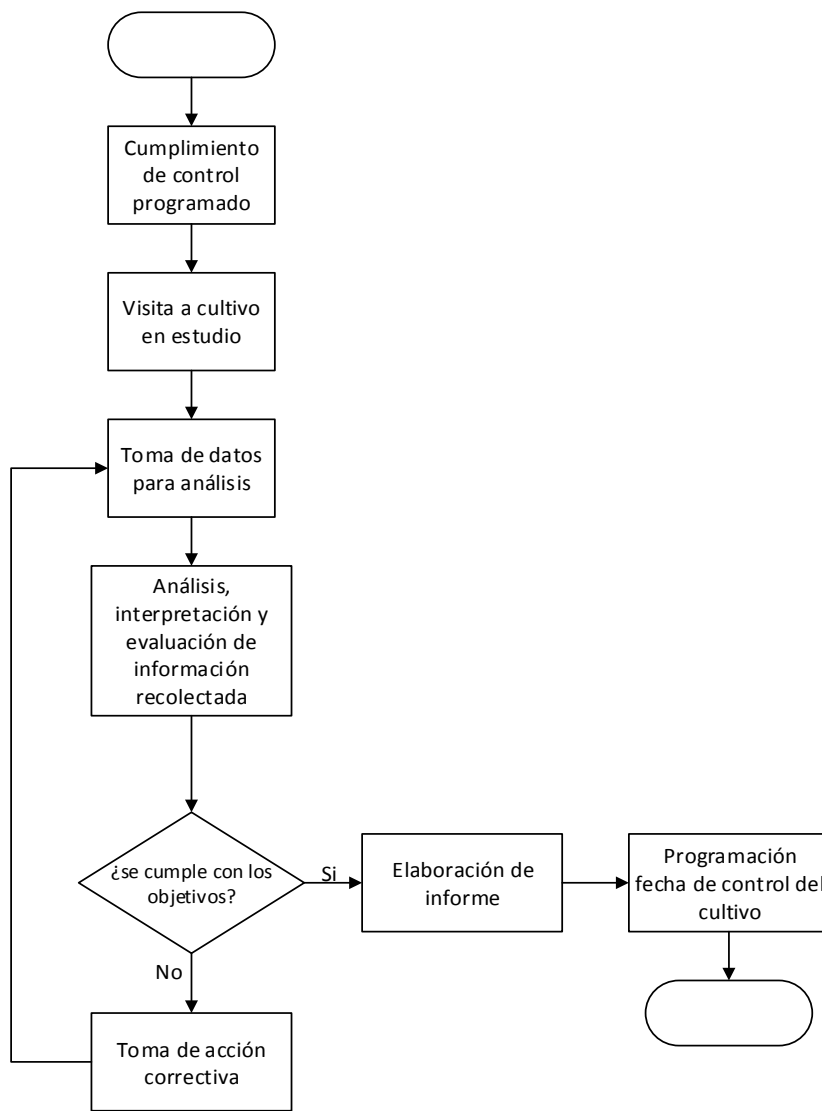 Cumplimiento
de control
programado
Visita a cultivo
en estudio
Toma de datos
para análisis
Análisis,
interpretación y
evaluación de
información
recolectada
¿se cumple con los
objetivos?
Si
Elaboración de
informe
Programación
fecha de control del
cultivo
No
Toma de acción
correctiva